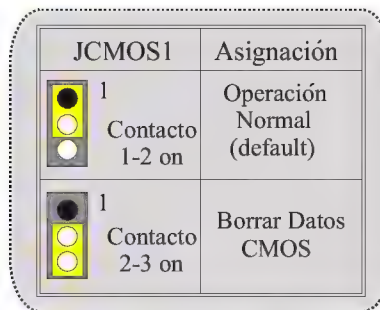 JCMOS1 Asignación
1
Contacto
1-2 on
Operación
Normal
(default)
1
Contacto
2-3 on
Borrar Datos
CMOS